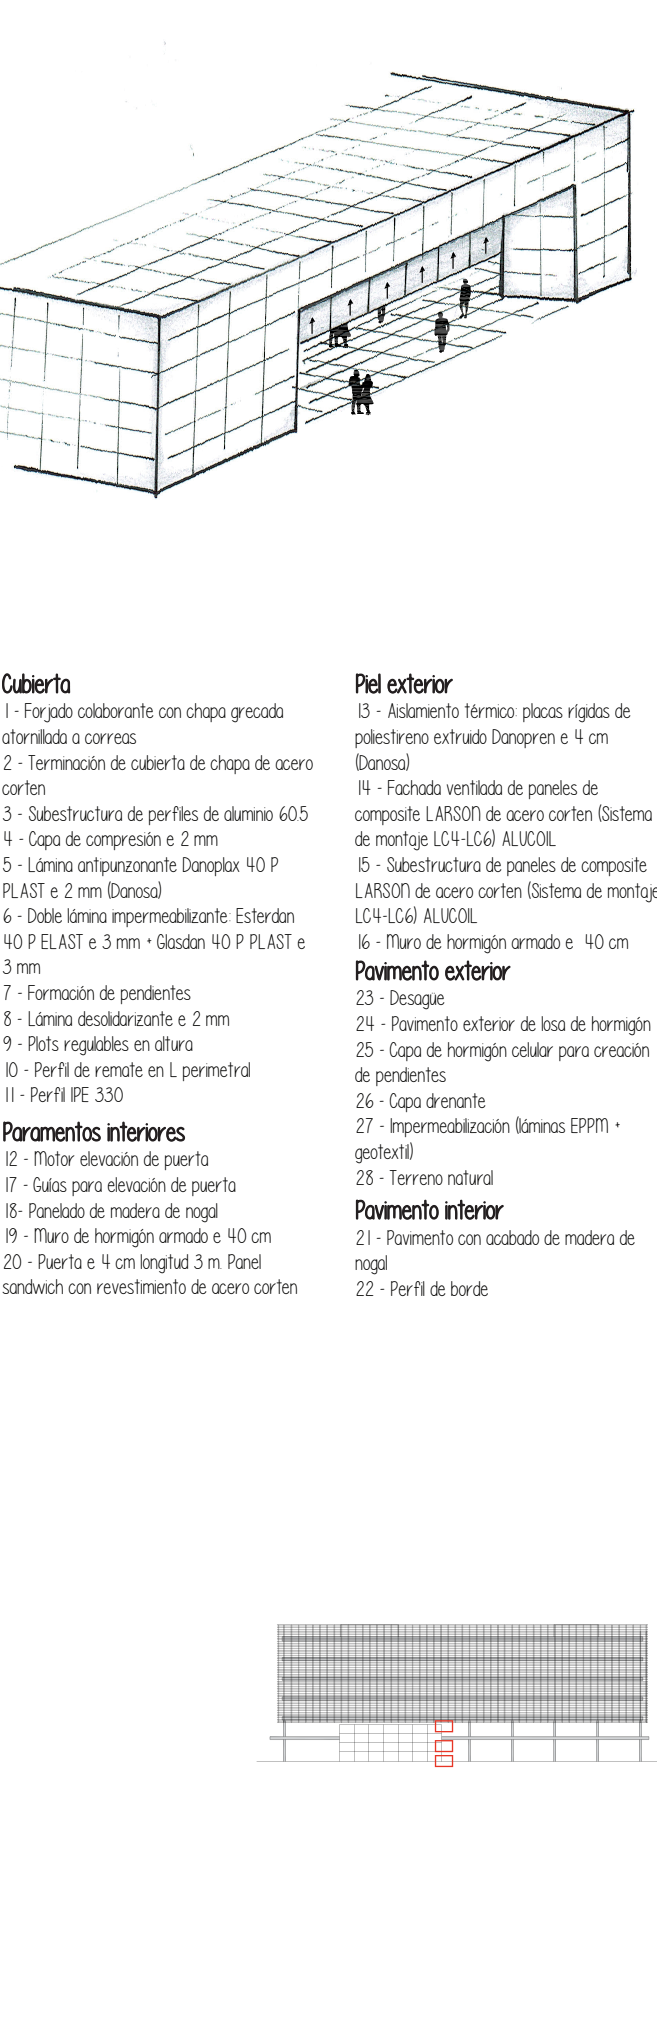 Cubierta
1 - Forjado colaborante con chapa grecada
atornillada a correas
2 - Terminación de cubierta de chapa de acero
corten
3 - Subestructura de perfiles de aluminio 60.5
4 - Capa de compresión e 2 mm
5 - Lámina antipunzonante Danoplax 40 P
PLAST e 2 mm (Danosa)
6 - Doble lámina impermeabilizante: Esterdan
40 P ELAST e 3 mm + Glasdan 40 P PLAST e
3 mm
7 - Formación de pendientes
8 - Lámina desolidarizante e 2 mm
9 - Plots regulables en altura
10 - Perfil de remate en L perimetral
11 - Perfil IPE 330
Paramentos interiores
12 - Motor elevación de puerta
17 - Guías para elevación de puerta
18- Panelado de madera de nogal
19 - Muro de hormigón armado e 40 cm
20 - Puerta e 4 cm longitud 3 m. Panel
sandwich con revestimiento de acero corten
Piel exterior
13 - Aislamiento térmico: placas rígidas de
poliestireno extruido Danopren e 4 cm
(Danosa)
14 - Fachada ventilada de paneles de
composite LARSON de acero corten (Sistema
de montaje LC4-LC6) ALUCOIL
15 - Subestructura de paneles de composite
LARSON de acero corten (Sistema de montaje
LC4-LC6) ALUCOIL
16 - Muro de hormigón armado e  40 cm
Pavimento exterior
23 - Desagüe
24 - Pavimento exterior de losa de hormigón
25 - Capa de hormigón celular para creación
de pendientes
26 - Capa drenante
27 - Impermeabilización (láminas EPPM +
geotextil)
28 - Terreno natural
Pavimento interior
21 - Pavimento con acabado de madera de
nogal
22 - Perfil de borde